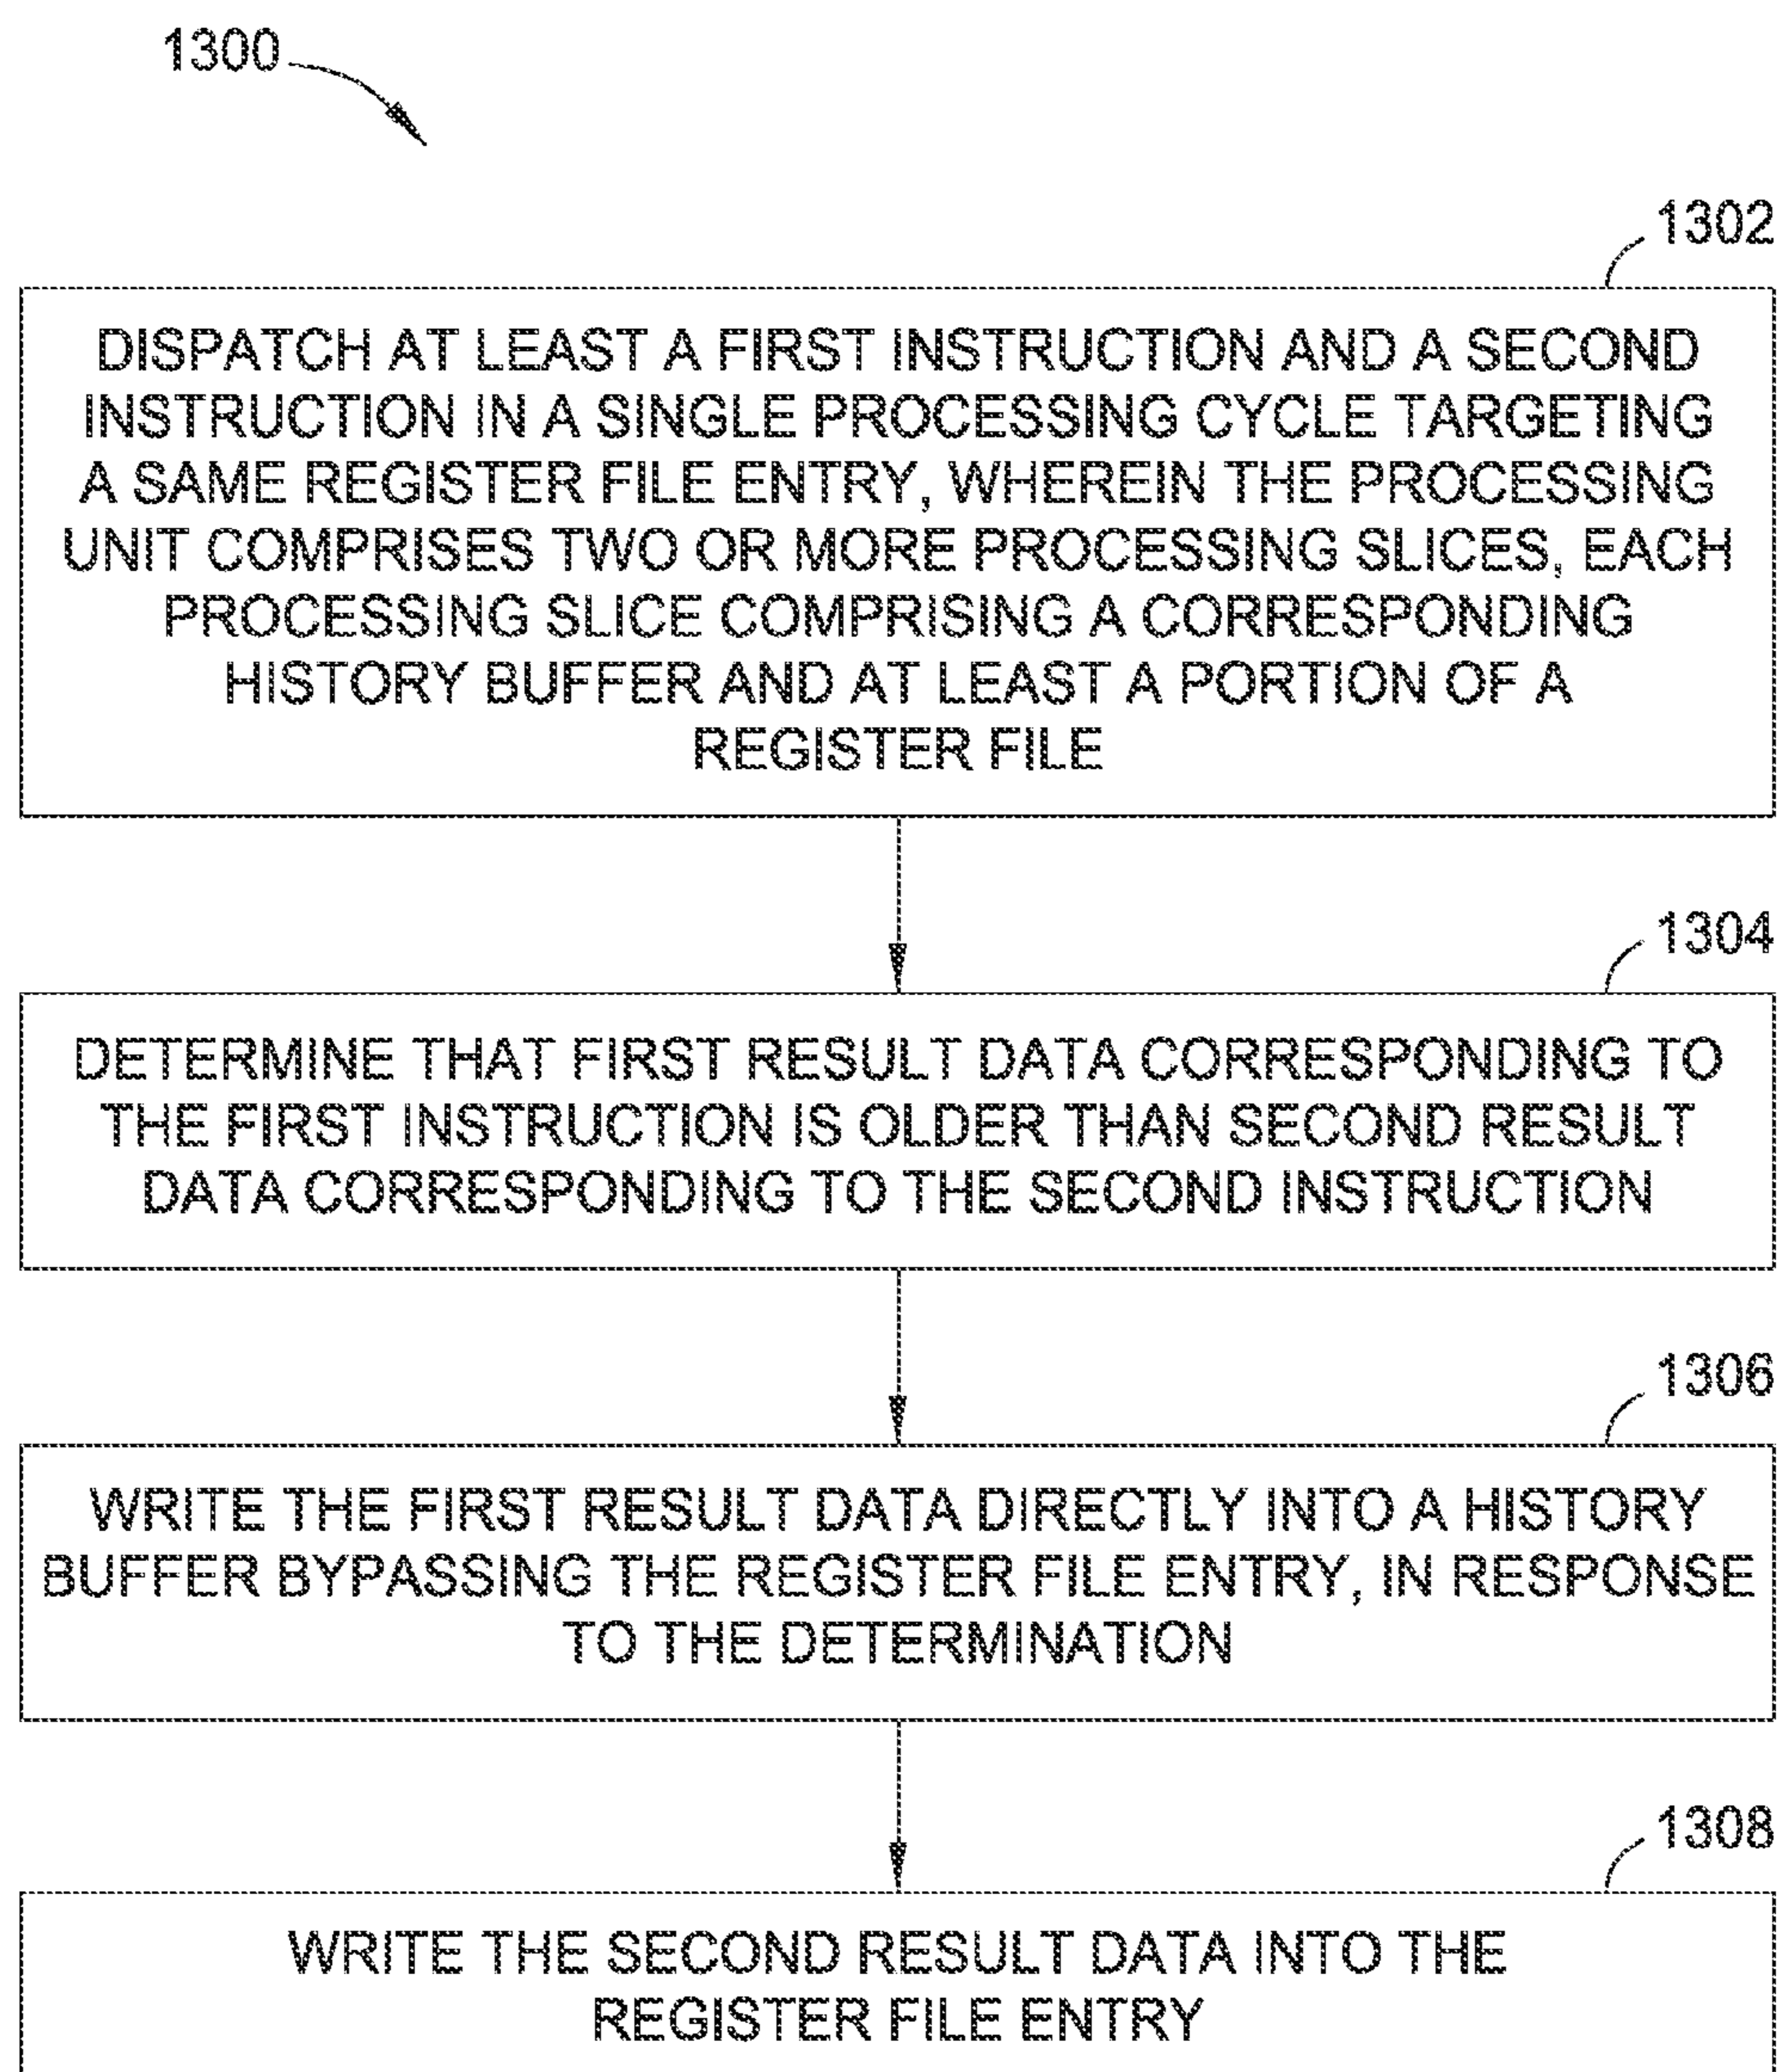 1300
1302
DISPATCH AT LEAST A FIRST INSTRUCTION AND A SECOND
INSTRUCTION IN A SINGLE PROCESSING CYCLE TARGETING
A SAME REGISTER FILE ENTRY, WHEREIN THE PROCESSING
UNIT COMPRISES TWO OR MORE PROCESSING SLICES, EACH
PROCESSING SLICE COMPRISING A CORRESPONDING
HISTORY BUFFER AND AT LEAST A PORTION OF A
REGISTER FILE
1304
DETERMINE THAT FIRST RESULT DATA CORRESPONDING TO
THE FIRST INSTRUCTION IS OLDER THAN SECOND RESULT
DATA CORRESPONDING TO THE SECOND INSTRUCTION
1306
WRITE THE FIRST RESULT DATA DIRECTLY INTO A HISTORY
BUFFER BYPASSING THE REGISTER FILE ENTRY, IN RESPONSE
TO THE DETERMINATION
1308
WRITE THE SECOND RESULT DATA INTO THE
REGISTER FILE ENTRY